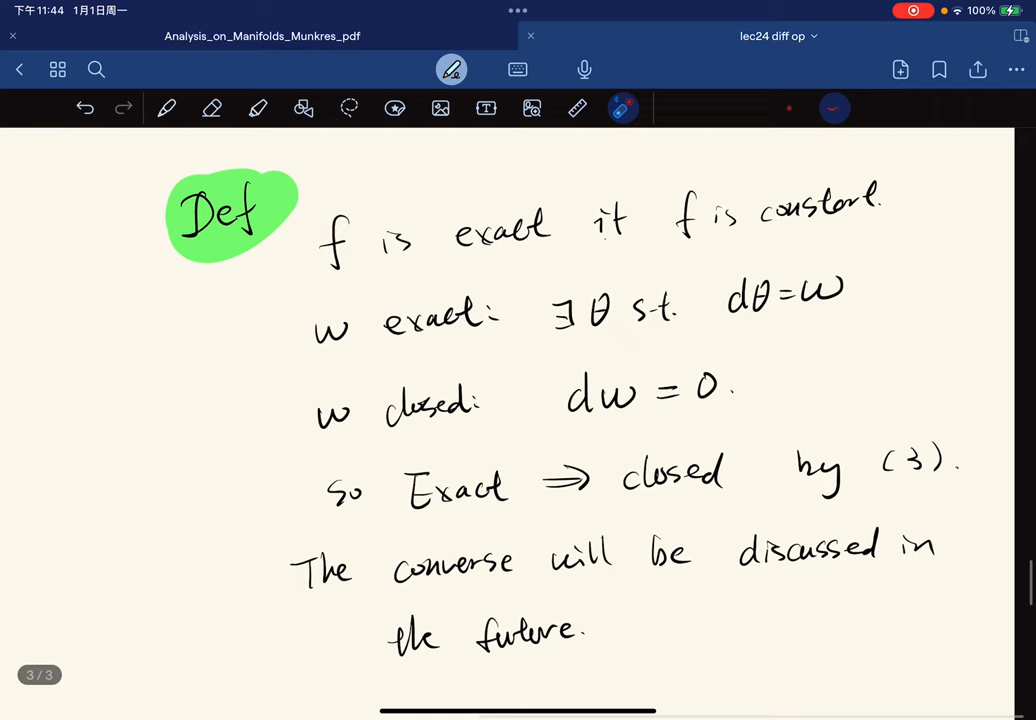 下午11:44 1月1日周一
100%
Analysis_on_Manifolds_Munkres_pdf
lec24 diff op
Def f is exact if f is constant.
w exact: ∃ θ s.t. dθ = w
w closed: dw = 0.
so Exact ⇒ closed by (3).
The converse will be discussed in
the future.
3 / 3